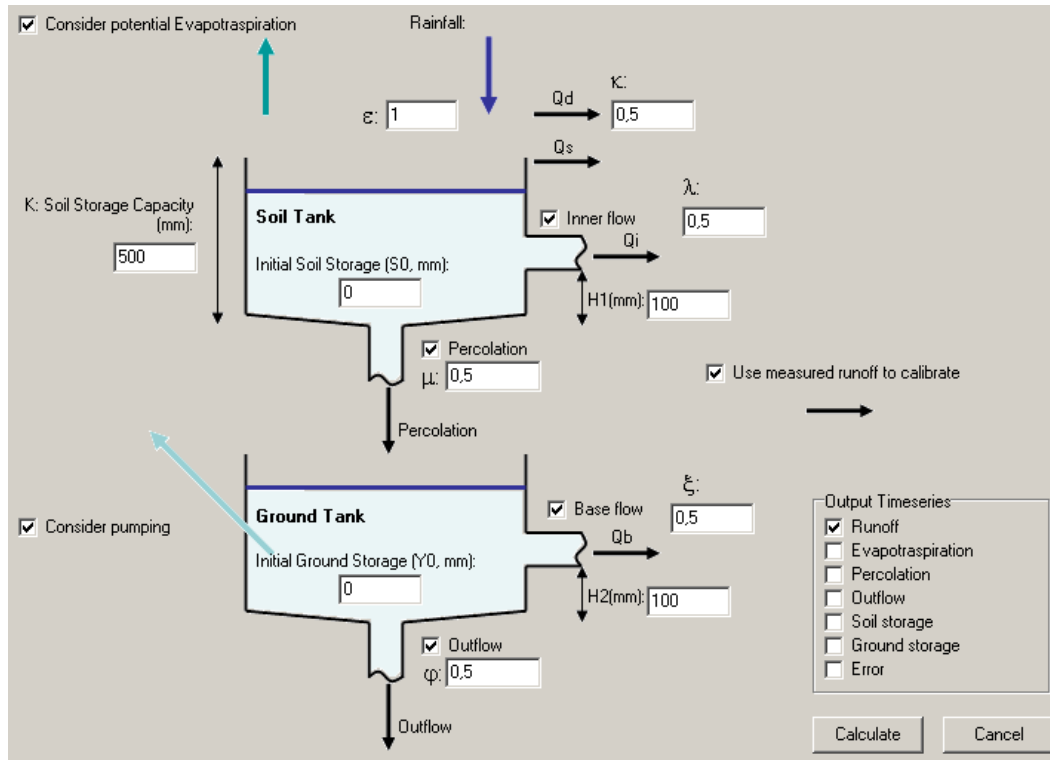 Consider potential Evapotraspiration
Rainfall:
ε: 1
Qd
κ:
0,5
Qs
K: Soil Storage Capacity
(mm):
500
Soil Tank
Inner flow
λ:
0,5
Qi
Initial Soil Storage (S0, mm):
0
H1(mm): 100
Percolation
μ: 0,5
Use measured runoff to calibrate
Percolation
Consider pumping
Ground Tank
Base flow
ξ:
0,5
Qb
Initial Ground Storage (Y0, mm):
0
H2(mm): 100
Outflow
φ: 0,5
Outflow
Output Timeseries
Runoff
Evapotraspiration
Percolation
Outflow
Soil storage
Ground storage
Error
Calculate
Cancel